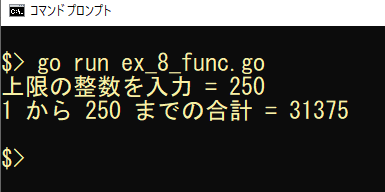 コマンドプロンプト
$> go run ex_8_func.go
上限の整数を入力 = 250
1 から 250 までの合計 = 31375
$>